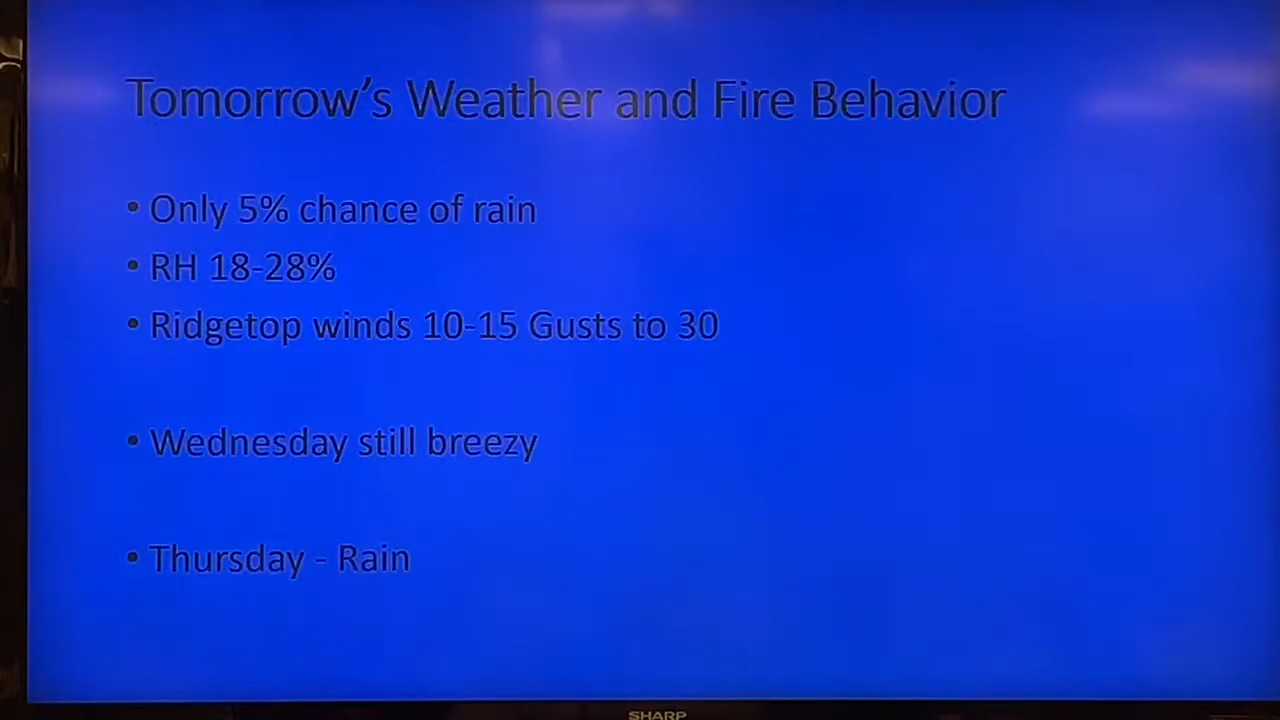 Tomorrow's Weather and Fire Behavior
• Only 5% chance of rain
• RH 18-28%
• Ridgetop winds 10-15 Gusts to 30
• Wednesday still breezy
• Thursday - Rain
SHARP